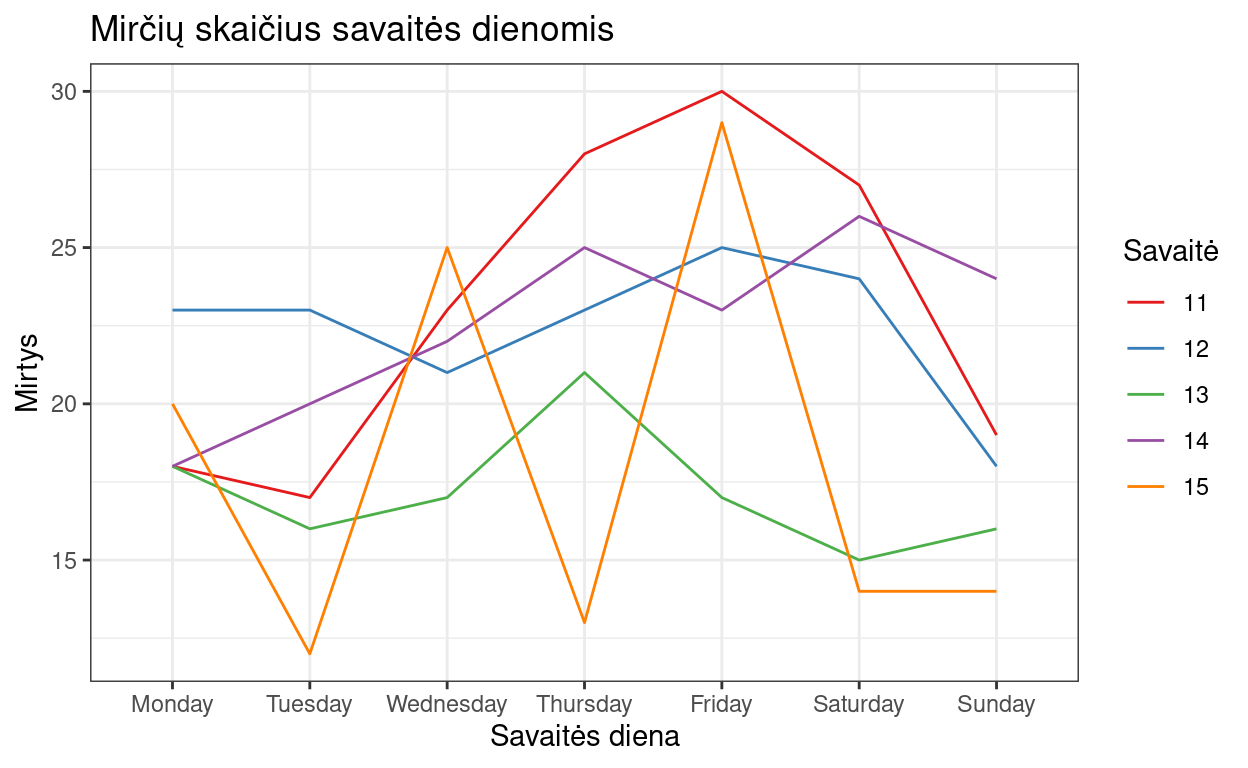 Mirčių skaičius savaitės dienomis
30
25
20
15
Mirtys
Monday Tuesday Wednesday Thursday Friday Saturday Sunday
Savaitės diena
Savaitė
11
12
13
14
15